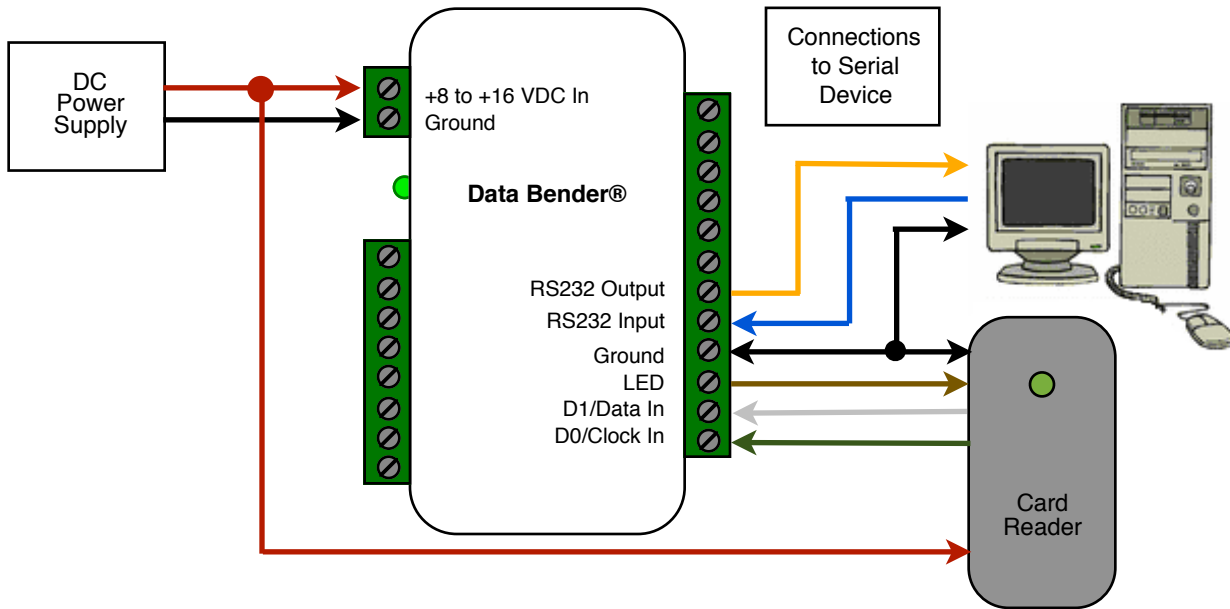 DC
Power
Supply
+8 to +16 VDC In
Ground
Data Bender®
Connections
to Serial
Device
RS232 Output
RS232 Input
Ground
LED
D1/Data In
D0/Clock In
Card
Reader